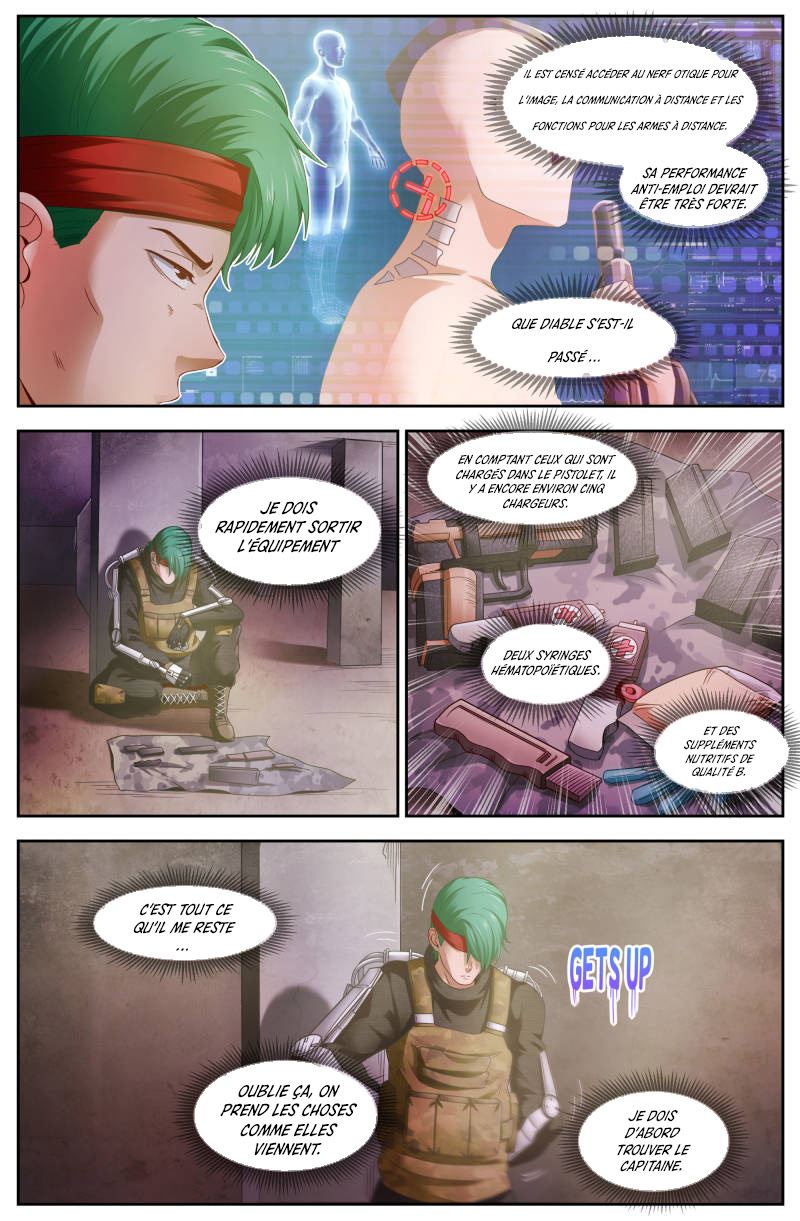 IL EST CENSÉ ACCÉDER AU NERF OTIQUE POUR
L'IMAGE, LA COMMUNICATION À DISTANCE ET LES
FONCTIONS POUR LES ARMES À DISTANCE.
SA PERFORMANCE
ANTI-EMPLOI DEVRAIT
ÊTRE TRÈS FORTE.
QUE DIABLE S'EST-IL
PASSÉ ...
75
JE DOIS
RAPIDEMENT SORTIR
L'ÉQUIPEMENT
EN COMPTANT CEUX QUI SONT
CHARGÉS DANS LE PISTOLET, IL
Y A ENCORE ENVIRON CINQ
CHARGEURS.
DEUX SYRINGES
HÉMATOPOÏÉTIQUES.
ET DES
SUPPLÉMENTS
NUTRITIFS DE
QUALITÉ B.
C'EST TOUT CE
QU'IL ME RESTE
...
GETS UP
OUBLIE ÇA, ON
PREND LES CHOSES
COMME ELLES
VIENNENT.
JE DOIS
D'ABORD
TROUVER LE
CAPITAINE.